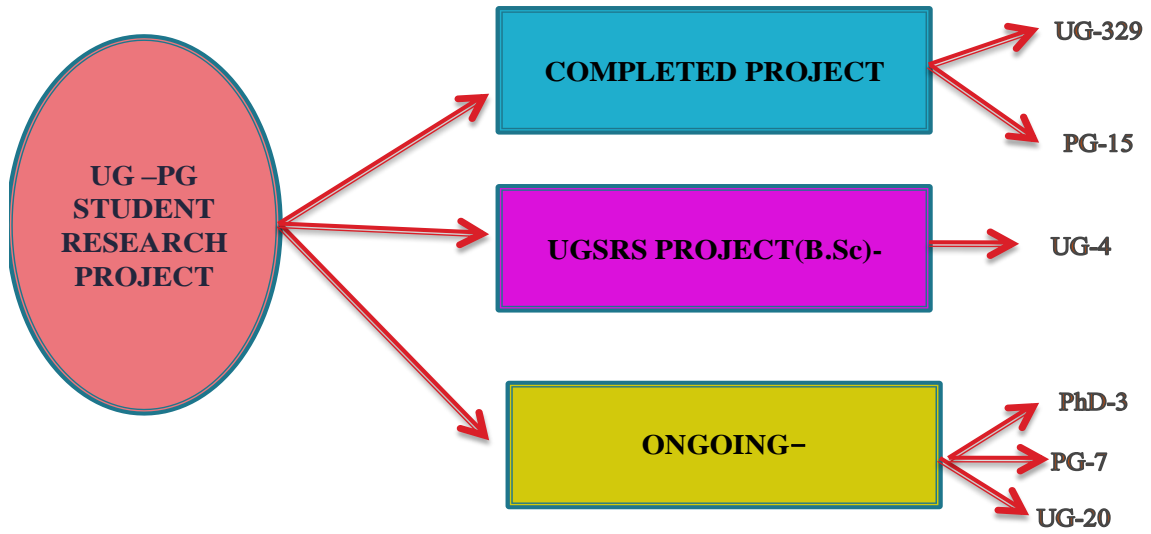 UG –PG
STUDENT
RESEARCH
PROJECT
COMPLETED PROJECT
UG-329
PG-15
UGSRS PROJECT(B.Sc)-
UG-4
ONGOING–
PhD-3
PG-7
UG-20